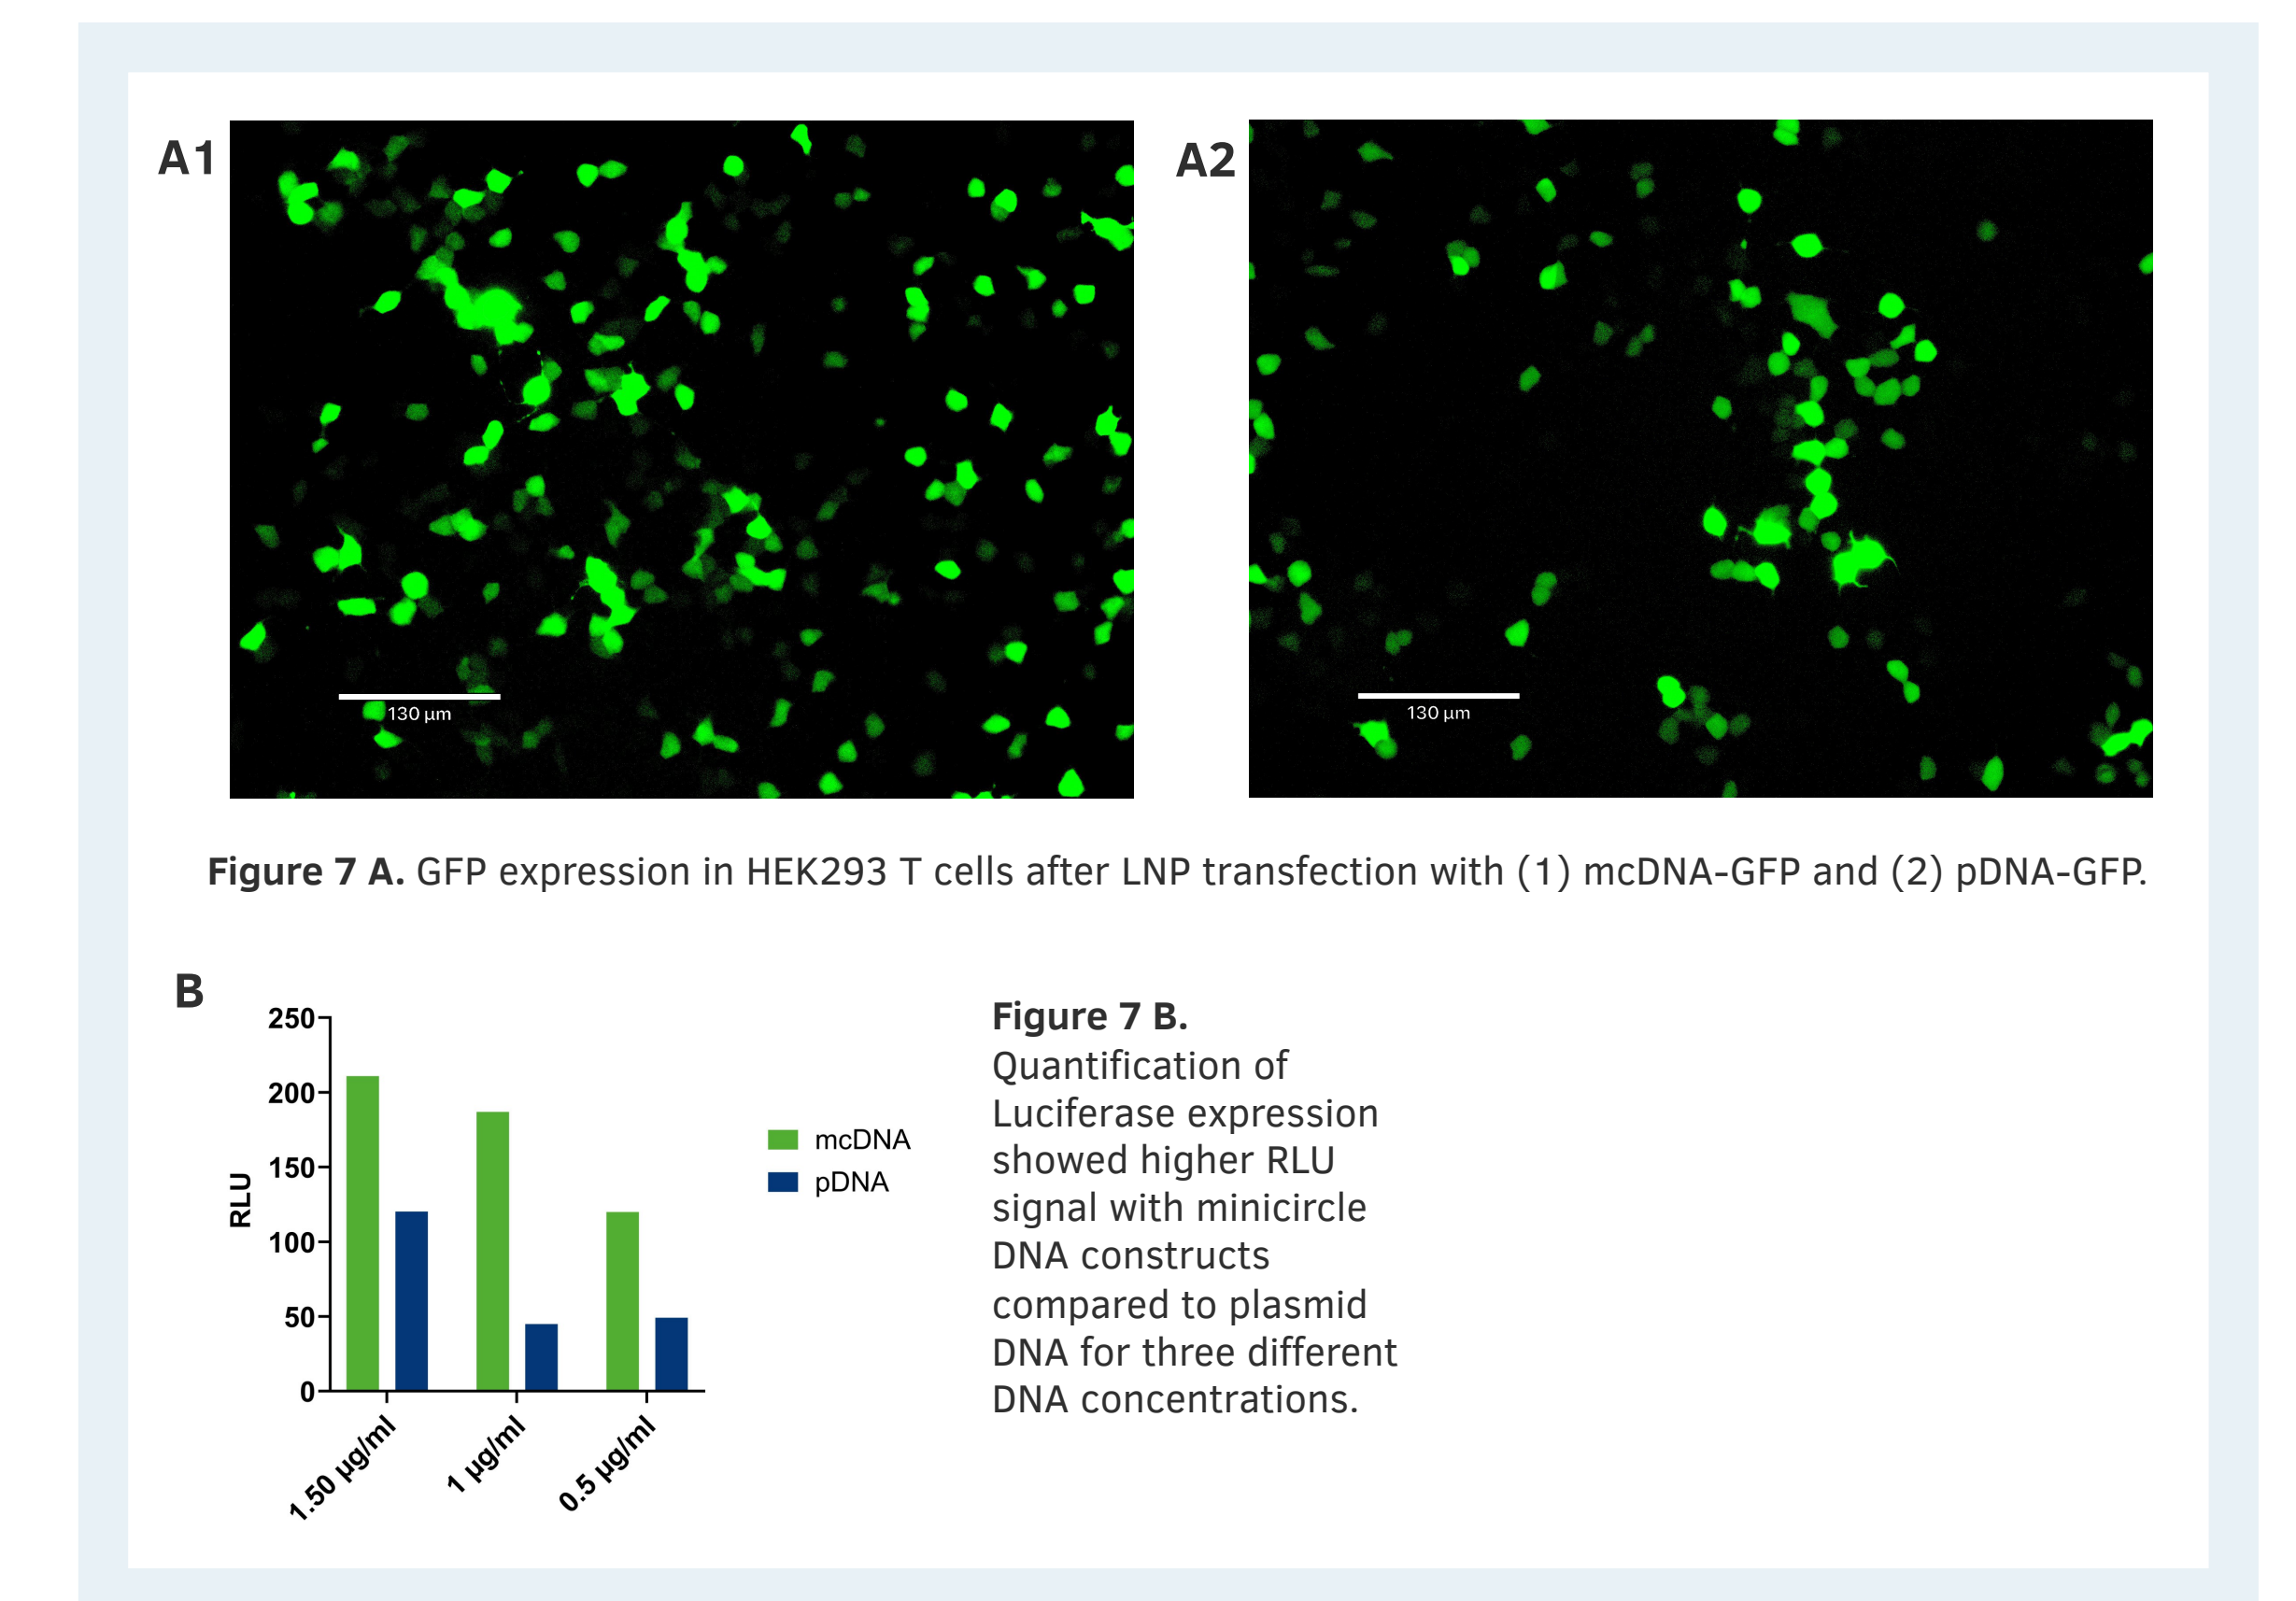 A1
A2
130 µm
130 µm
Figure 7 A. GFP expression in HEK293 T cells after LNP transfection with (1) mcDNA-GFP and (2) pDNA-GFP.
B
250
200
150
100
50
0
RLU
1.50 µg/ml
1 µg/ml
0.5 µg/ml
mcDNA
pDNA
Figure 7 B.
Quantification of
Luciferase expression
showed higher RLU
signal with minicircle
DNA constructs
compared to plasmid
DNA for three different
DNA concentrations.